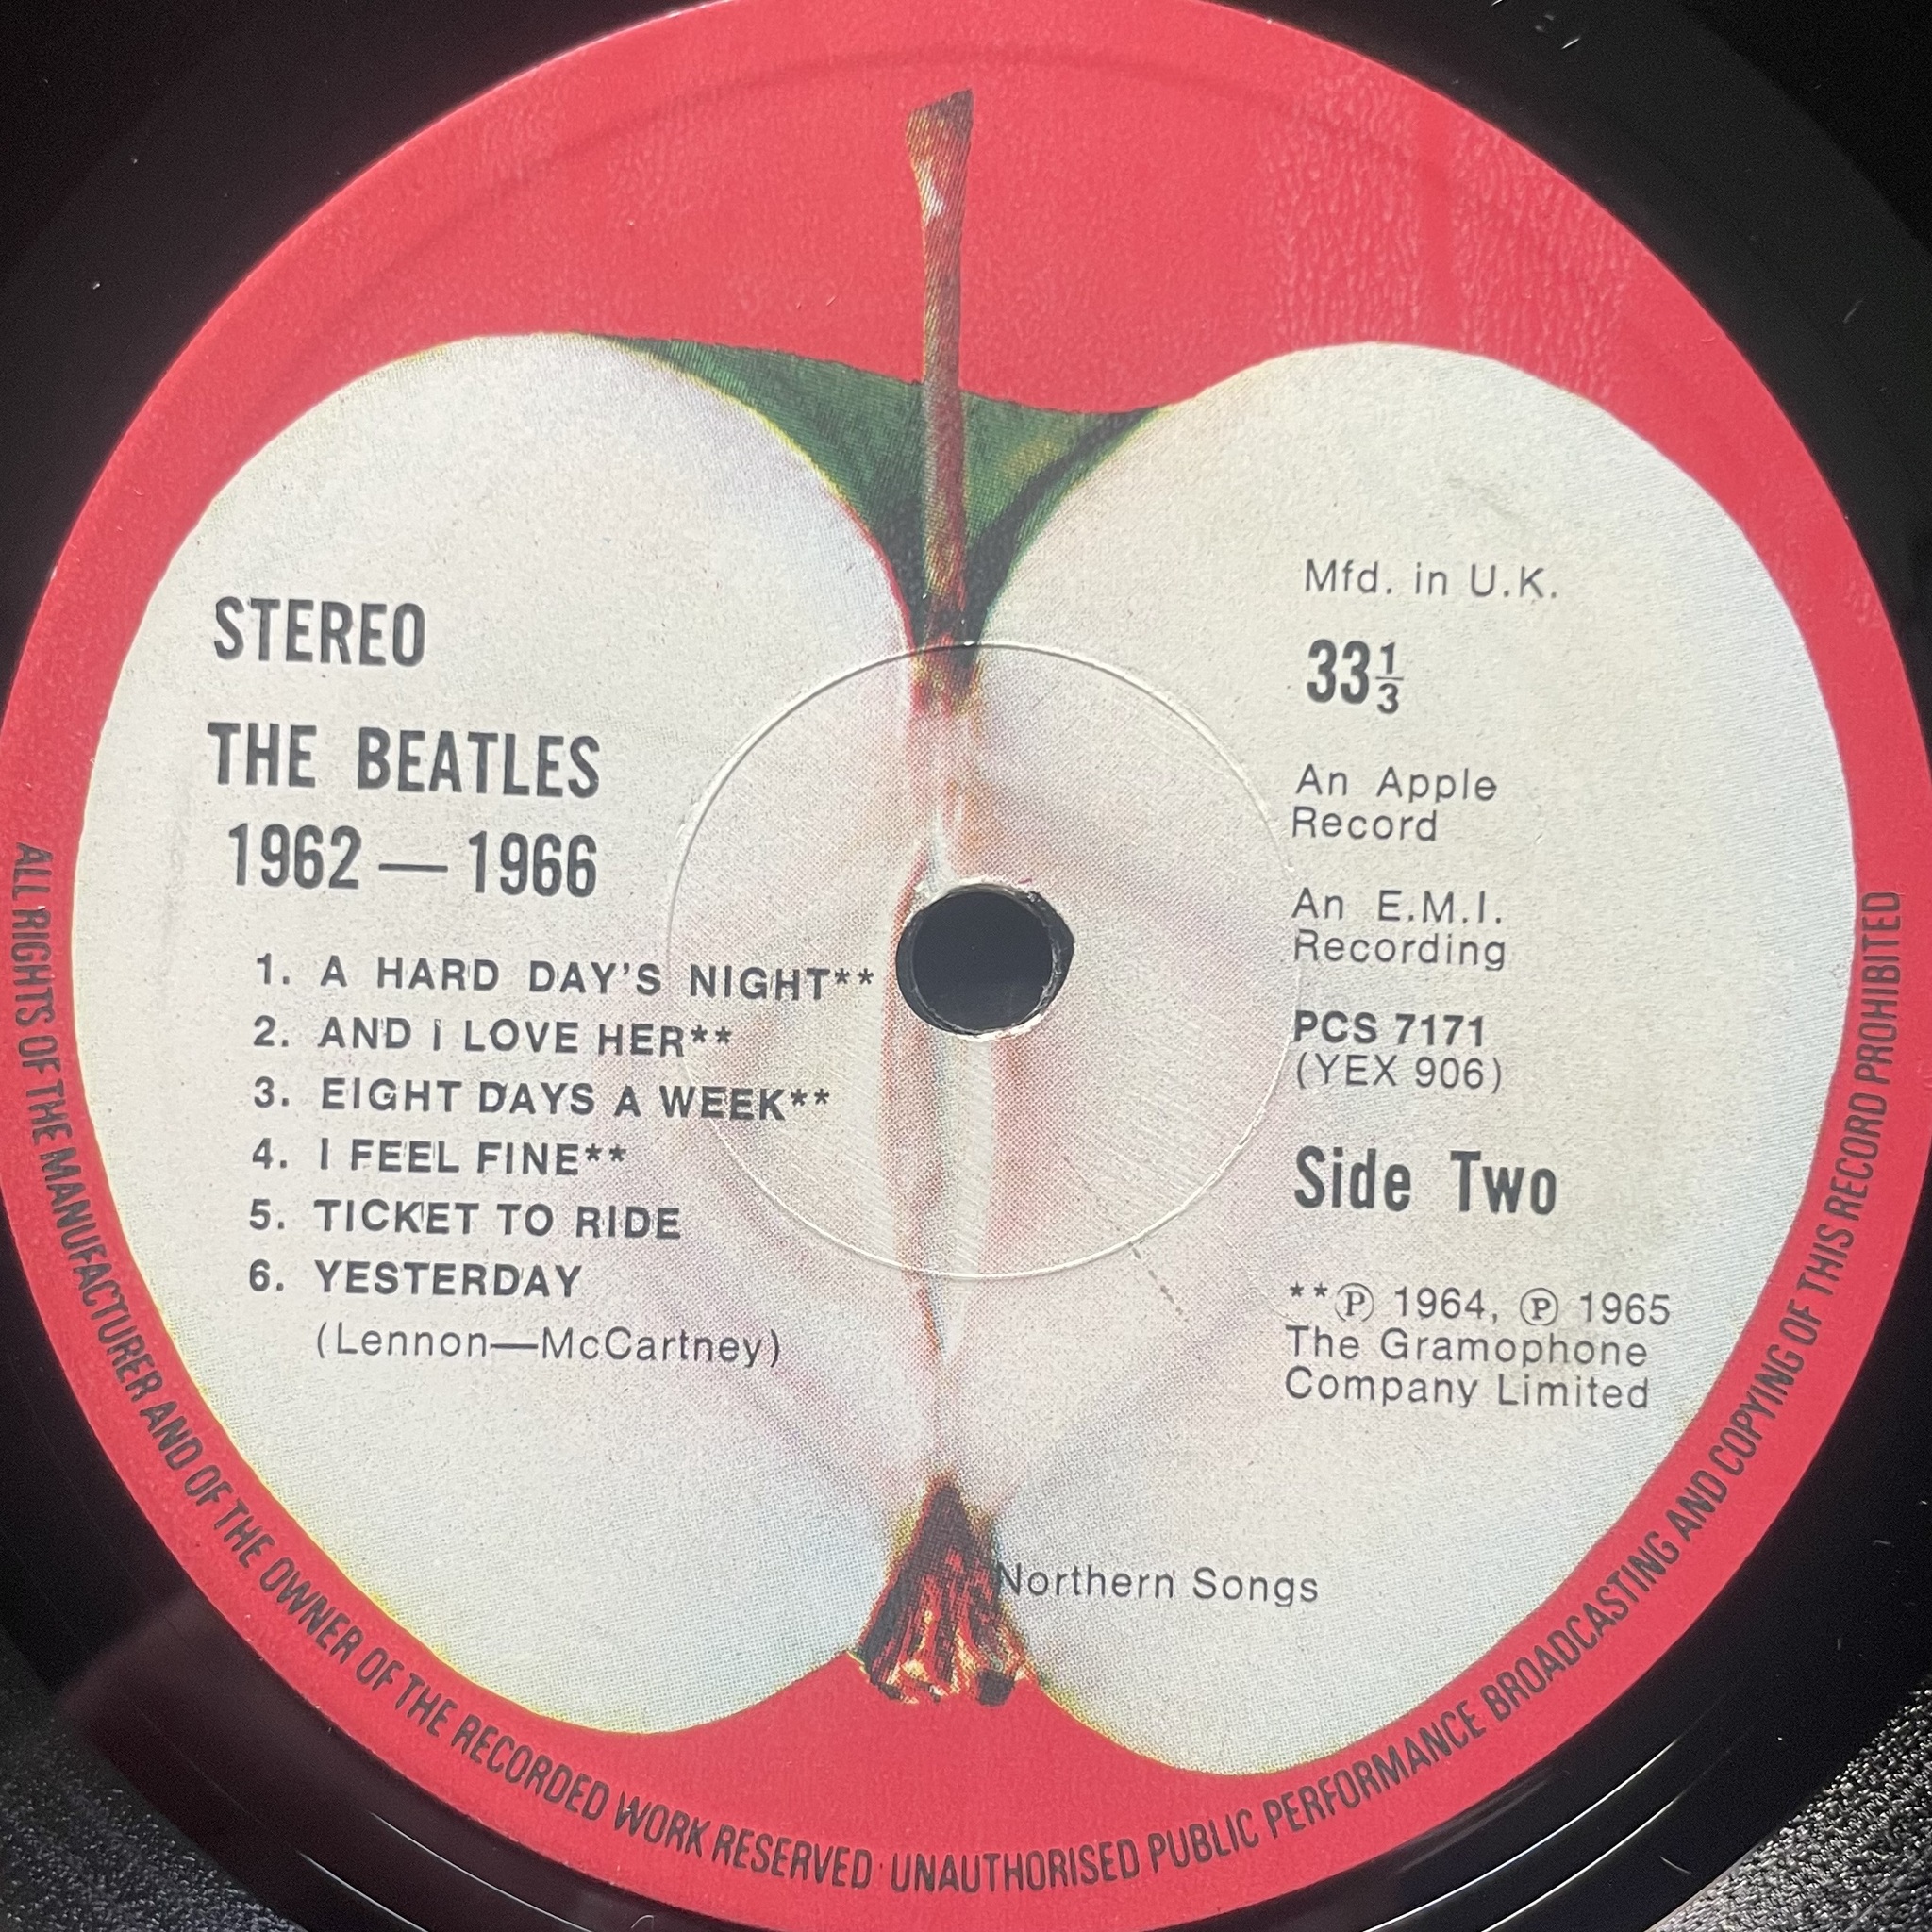 STEREO
THE BEATLES
1962 — 1966
1. A HARD DAY'S NIGHT**
2. AND I LOVE HER**
3. EIGHT DAYS A WEEK**
4. I FEEL FINE**
5. TICKET TO RIDE
6. YESTERDAY
(Lennon—McCartney)
Mfd. in U.K.
33⅓
An Apple
Record
An E.M.I.
Recording
PCS 7171
(YEX 906)
Side Two
**Ⓟ 1964, Ⓟ 1965
The Gramophone
Company Limited
Northern Songs
ALL RIGHTS OF THE MANUFACTURER AND OF THE OWNER OF THE RECORDED WORK RESERVED · UNAUTHORISED PUBLIC PERFORMANCE BROADCASTING AND COPYING OF THIS RECORD PROHIBITED